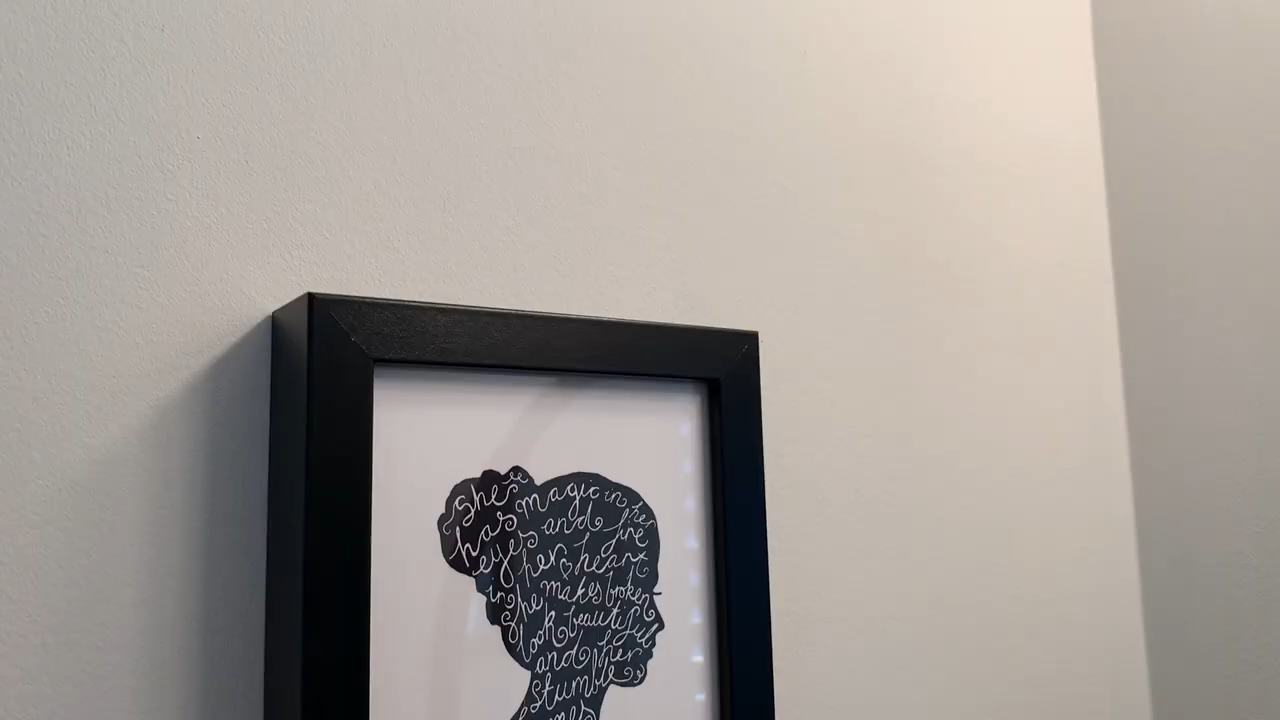 She has magic in her
eyes and fire
in her heart
She makes broken
look beautiful
and her
stumble